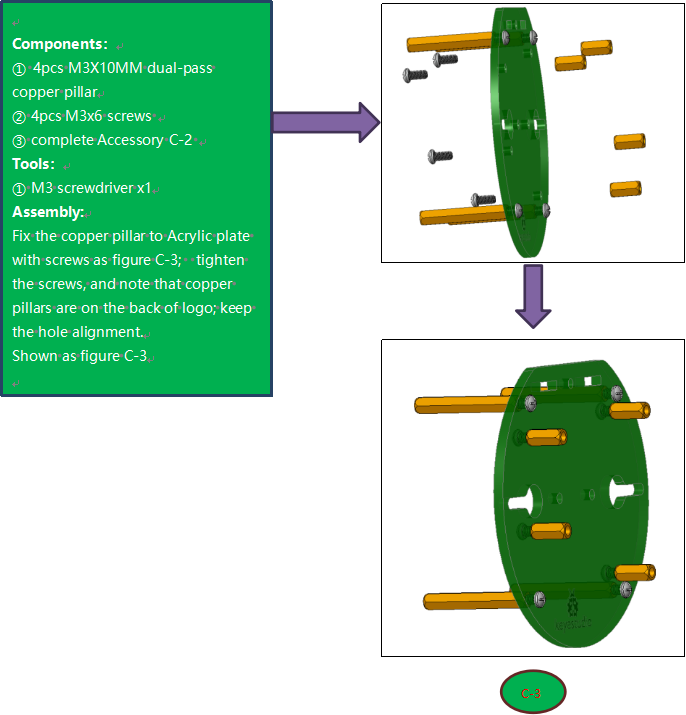 Components:
① 4pcs M3X10MM dual-pass
copper pillar
② 4pcs M3x6 screws
③ complete Accessory C-2
Tools:
① M3 screwdriver x1
Assembly:
Fix the copper pillar to Acrylic plate
with screws as figure C-3; tighten
the screws, and note that copper
pillars are on the back of logo; keep
the hole alignment.
Shown as figure C-3
C-3